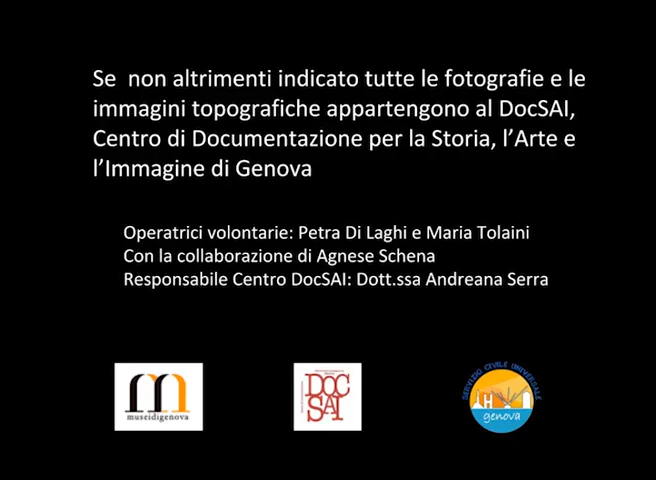 Se non altrimenti indicato tutte le fotografie e le
immagini topografiche appartengono al DocSAI,
Centro di Documentazione per la Storia, l'Arte e
l'Immagine di Genova
Operatrici volontarie: Petra Di Laghi e Maria Tolaini
Con la collaborazione di Agnese Schena
Responsabile Centro DocSAI: Dott.ssa Andreana Serra
museidigenova
DOC
SAI
SERVIZIO CIVILE UNIVERSALE
genova